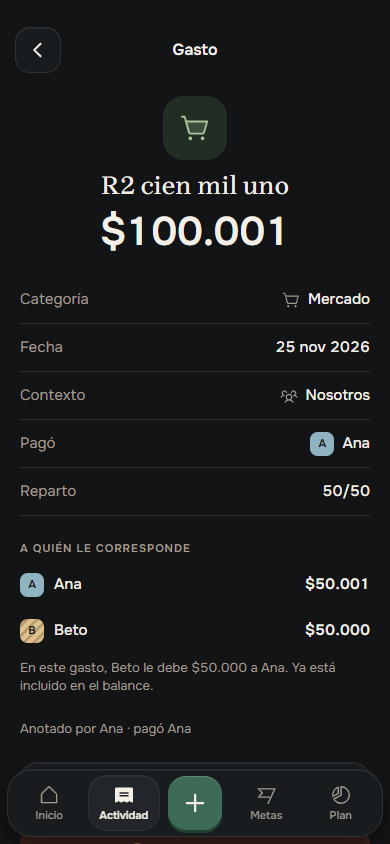 Gasto
R2 cien mil uno
$100.001
Categoría Mercado
Fecha 25 nov 2026
Contexto Nosotros
Pagó A Ana
Reparto 50/50
A QUIÉN LE CORRESPONDE
A Ana $50.001
B Beto $50.000
En este gasto, Beto le debe $50.000 a Ana. Ya está
incluido en el balance.
Anotado por Ana · pagó Ana
Inicio Actividad Metas Plan